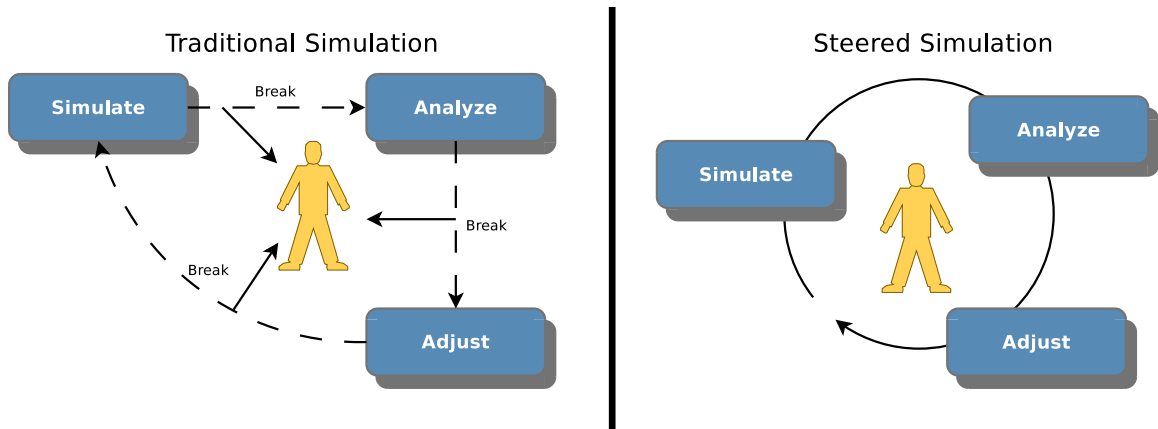 Traditional Simulation
Simulate
Break
Analyze
Break
Break
Adjust
Steered Simulation
Analyze
Simulate
Adjust